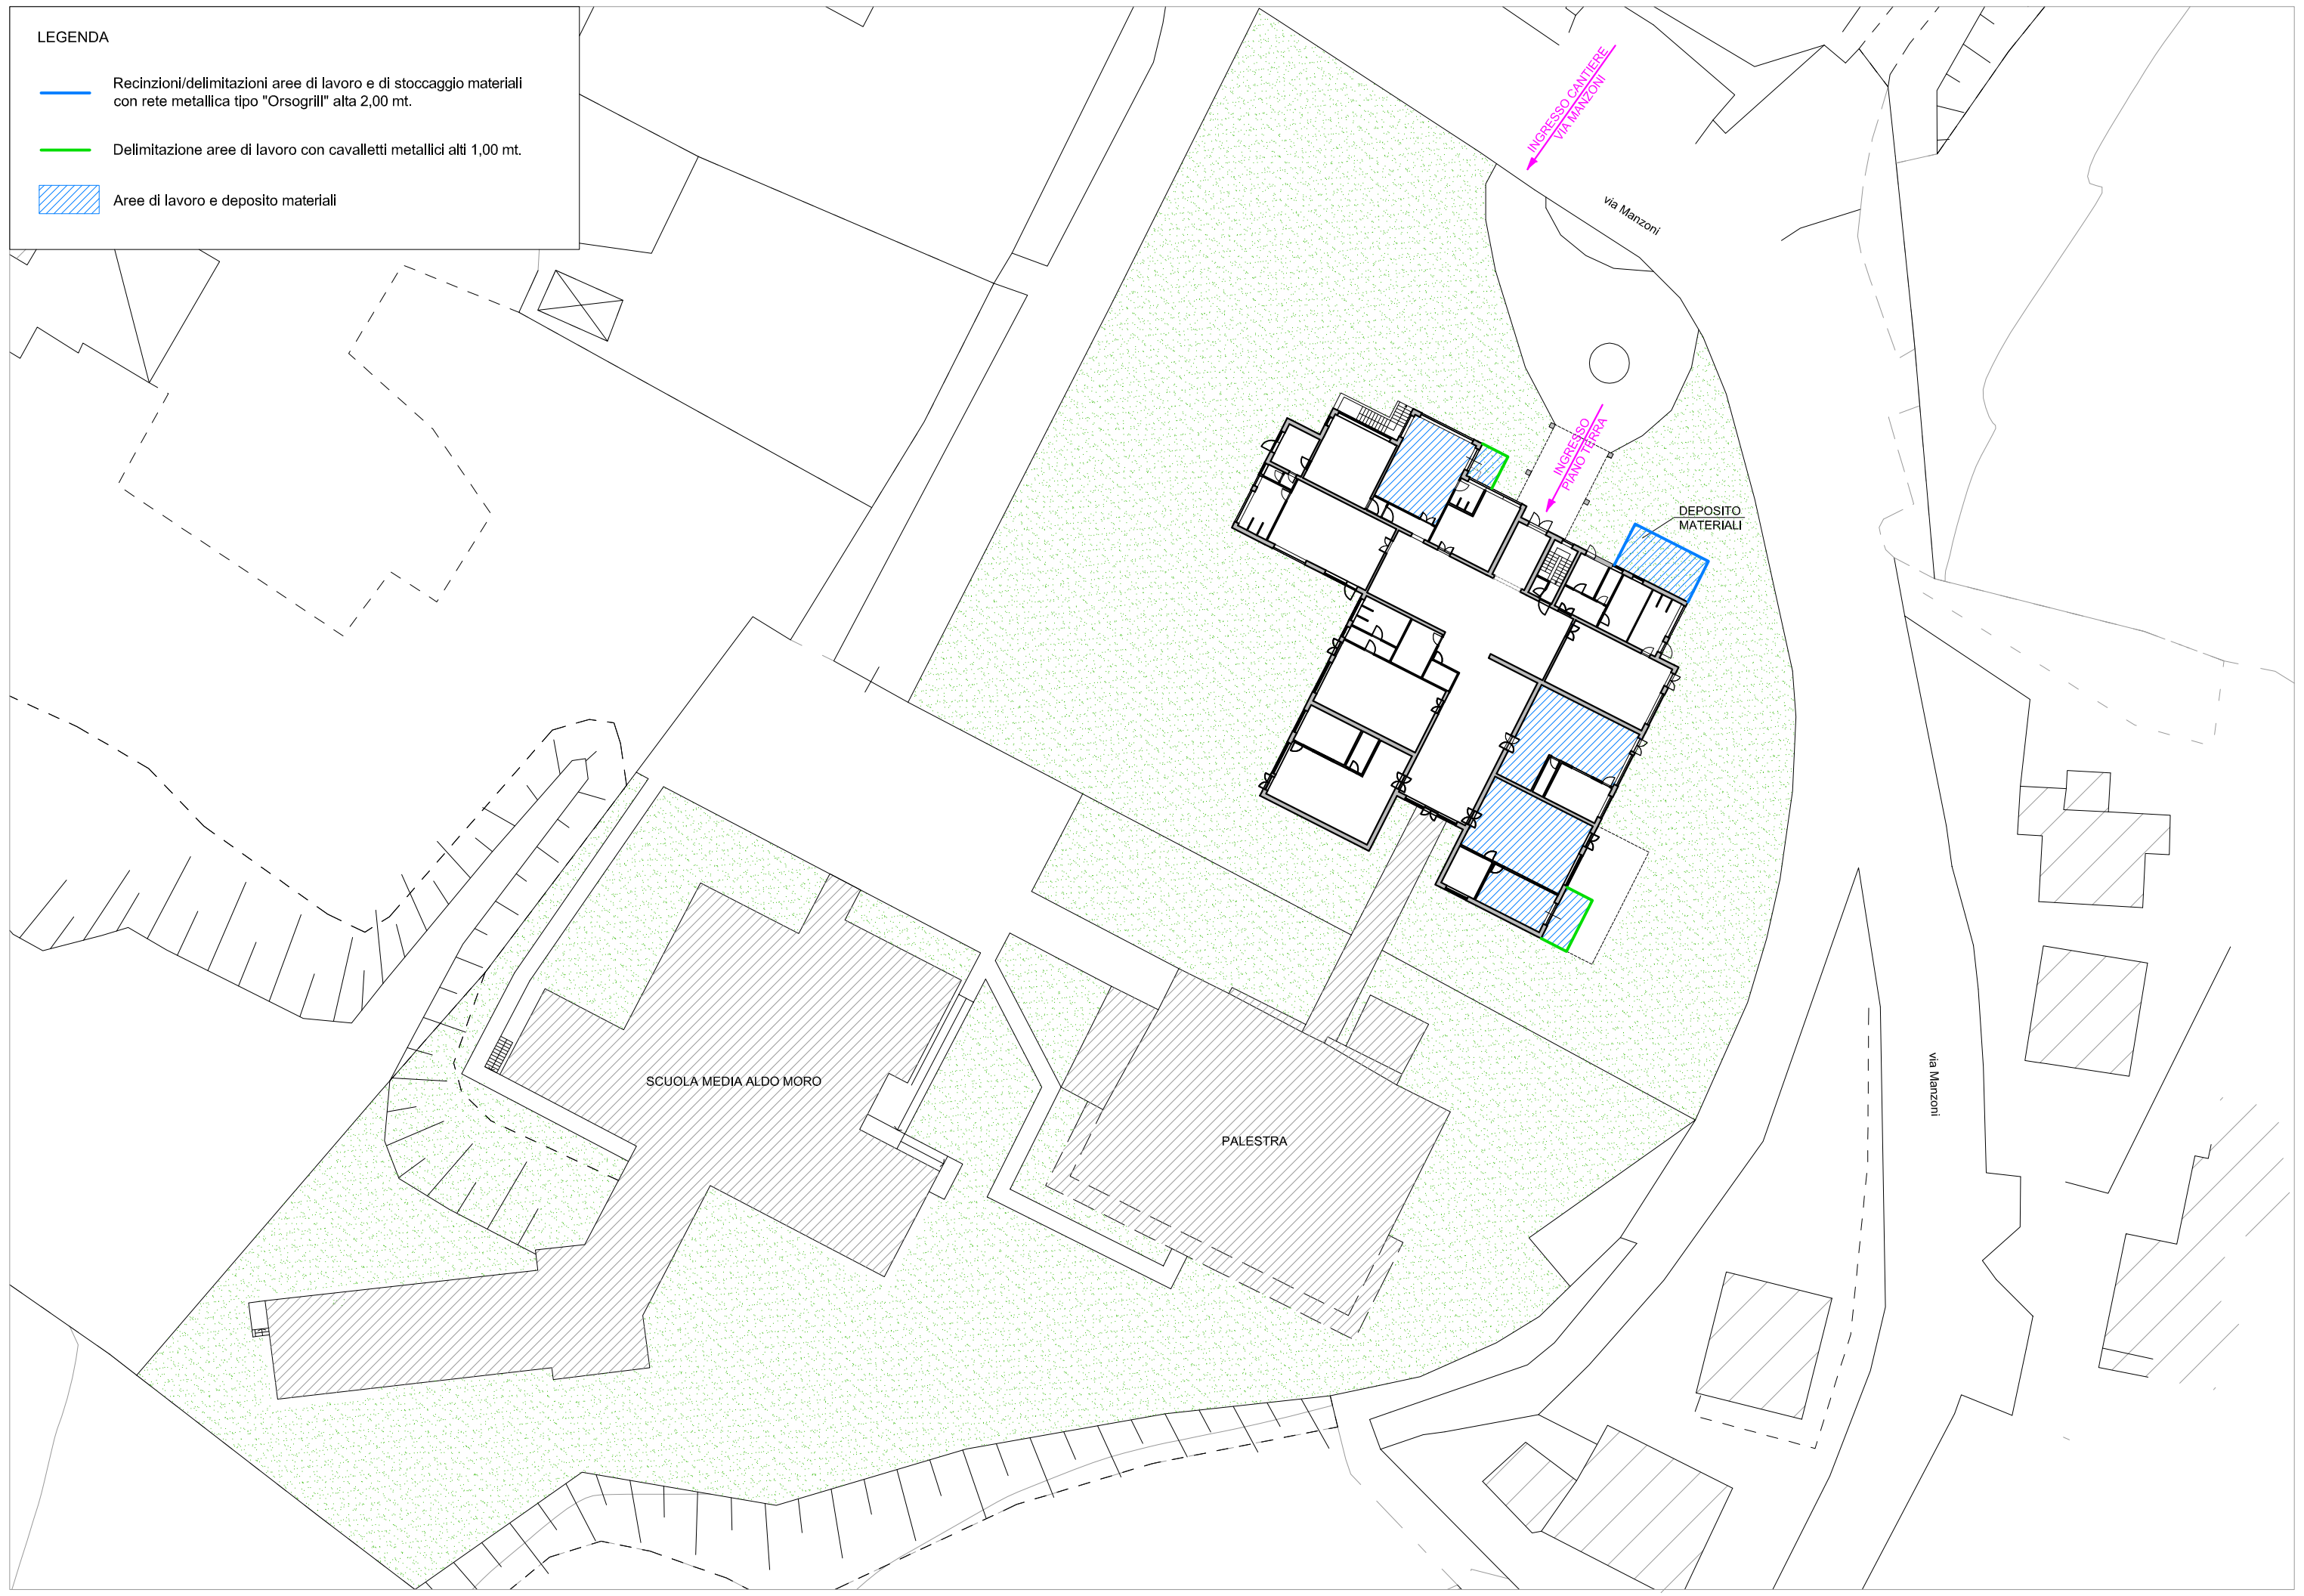 LEGENDA
Recinzioni/delimitazioni aree di lavoro e di stoccaggio materiali
con rete metallica tipo "Orsogrill" alta 2,00 mt.
Delimitazione aree di lavoro con cavalletti metallici alti 1,00 mt.
Aree di lavoro e deposito materiali
INGRESSO CANTIERE
VIA MANZONI
via Manzoni
INGRESSO
PIANO TERRA
DEPOSITO
MATERIALI
SCUOLA MEDIA ALDO MORO
PALESTRA
via Manzoni